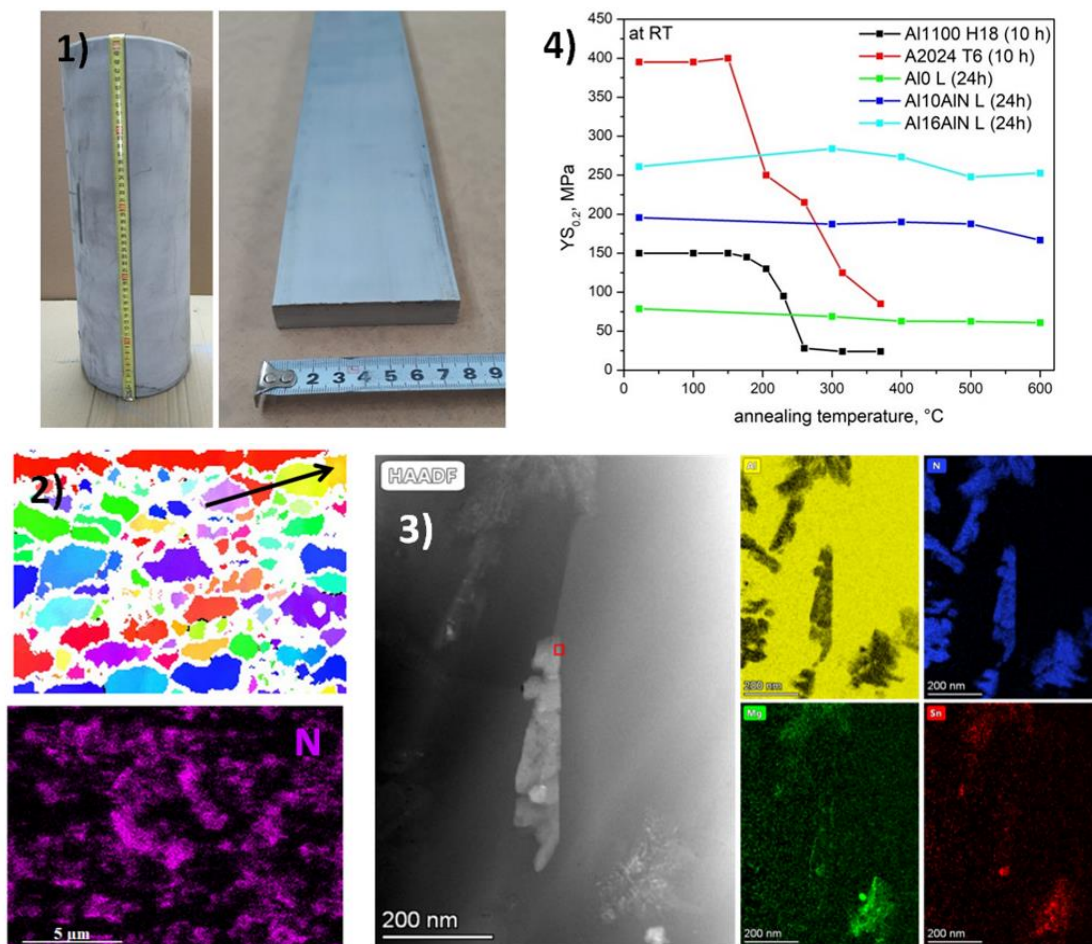 1)
2 3 4 5 6 7 8 9
4)
at RT
Al1100 H18 (10 h)
A2024 T6 (10 h)
Al0 L (24h)
Al10AlN L (24h)
Al16AlN L (24h)
450
400
350
300
250
200
150
100
50
0
YS0.2, MPa
0 100 200 300 400 500 600
annealing temperature, °C
2)
N
5 µm
HAADF
3)
200 nm
Al
200 nm
N
200 nm
Mg
200 nm
Sn
200 nm